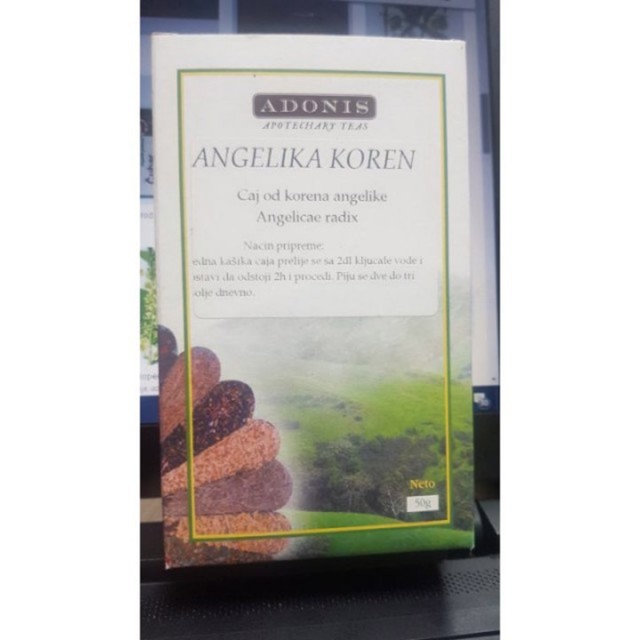 ADONIS
APOTECHARY TEAS
ANGELIKA KOREN
Caj od korena angelike
Angelicae radix
Nacin pripreme:
edna kašika caja prelije se sa 2dl kljucale vode i
ostavi da odstoji 2h i procedi. Piju se dve do tri
olje dnevno.
Neto
50g